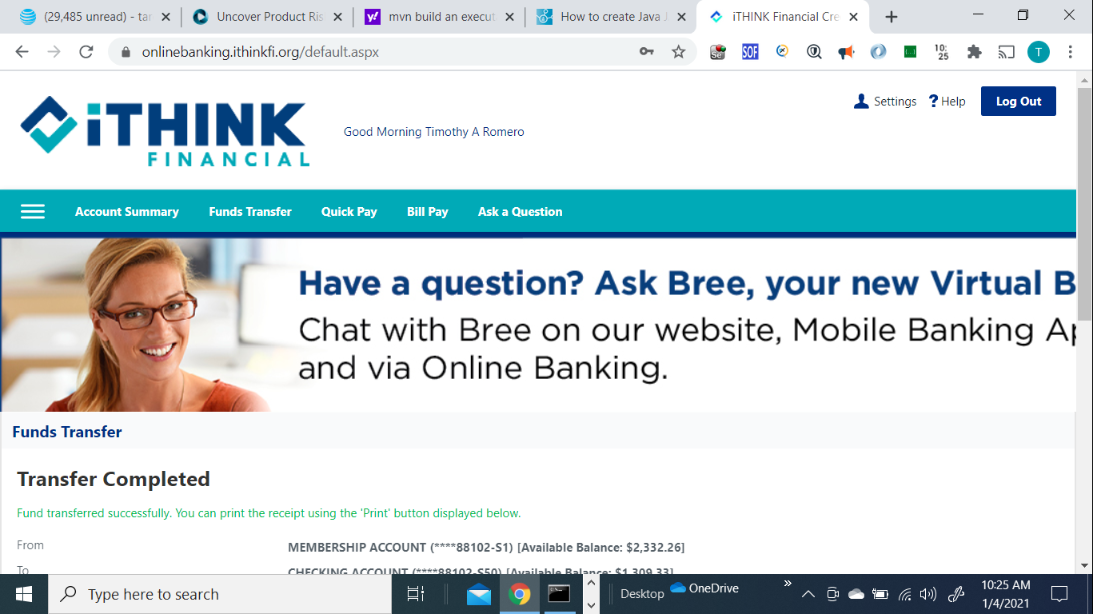 (29,485 unread) - tar
Uncover Product Ris
mvn build an execut
How to create Java J
iTHINK Financial Cre
onlinebanking.ithinkfi.org/default.aspx
SOF
10:
25
T
iTHINK
FINANCIAL
Good Morning Timothy A Romero
Settings
? Help
Log Out
Account Summary
Funds Transfer
Quick Pay
Bill Pay
Ask a Question
Have a question? Ask Bree, your new Virtual B
Chat with Bree on our website, Mobile Banking Ap
and via Online Banking.
Funds Transfer
Transfer Completed
Fund transferred successfully. You can print the receipt using the 'Print' button displayed below.
From
MEMBERSHIP ACCOUNT (****88102-S1) [Available Balance: $2,332.26]
To
CHECKING ACCOUNT (****88102-S50) [Available Balance: $1,309.33]
Type here to search
Desktop
OneDrive
10:25 AM
1/4/2021